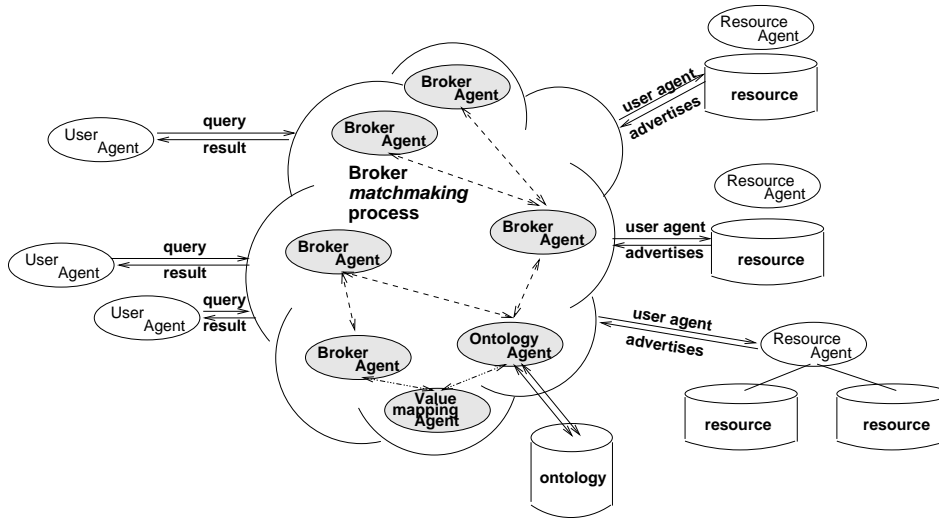 Resource
Agent
Broker
Agent
user agent
advertises
resource
User
Agent
query
result
Broker
Agent
Broker
matchmaking
process
Resource
Agent
Broker
Agent
user agent
advertises
resource
User
Agent
query
result
Broker
Agent
User
Agent
query
result
user agent
advertises
Resource
Agent
Broker
Agent
Ontology
Agent
Value
mapping
Agent
resource
resource
ontology